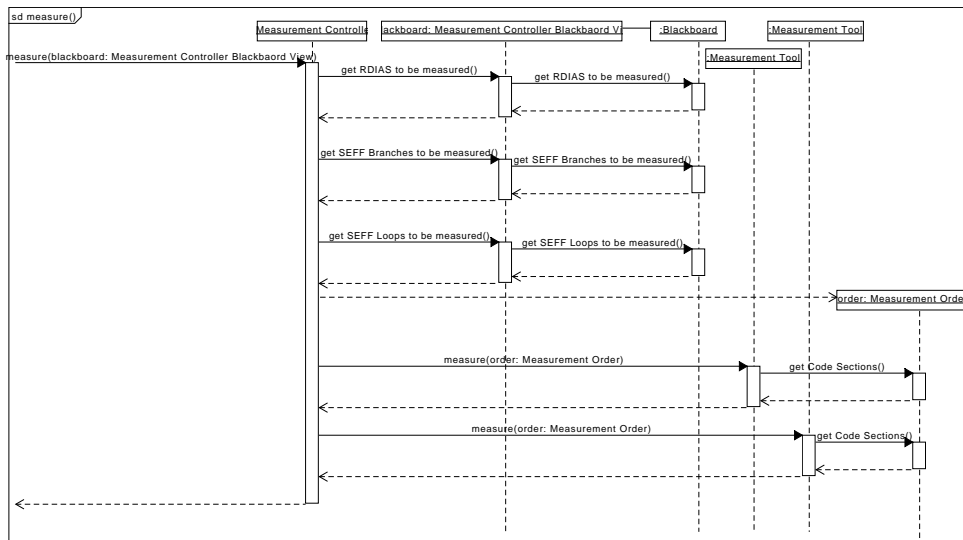 sd measure()
Measurement Controlle
ackboard: Measurement Controller Blackbaord Vi
:Blackboard
:Measurement Tool
:Measurement Tool
measure(blackboard: Measurement Controller Blackbaord View)
get RDIAS to be measured()
get RDIAS to be measured()
get SEFF Branches to be measured()
get SEFF Branches to be measured()
get SEFF Loops to be measured()
get SEFF Loops to be measured()
order: Measurement Orde
measure(order: Measurement Order)
get Code Sections()
measure(order: Measurement Order)
get Code Sections()